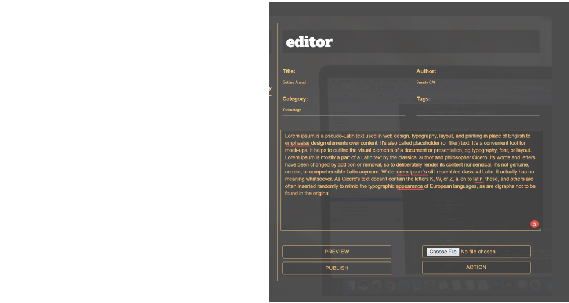 editor
Title:
Author:
Category:
Tags:
Technology
Lorem Ipsum is a pseudo-Latin text used in web design, typography, layout, and printing in place of English to
emphasise design elements over content. It's also called placeholder (or filler) text. It's a convenient tool for
mock-ups. It helps to outline the visual elements of a document or presentation, eg typography, font, or layout.
Lorem ipsum is mostly a part of a Latin text by the classical author and philosopher Cicero. Its words and letters
have been changed by addition or removal, so to deliberately render its content nonsensical; it's not genuine,
correct, or comprehensible Latin anymore. While lorem ipsum's still resembles classical Latin, it actually has no
meaning whatsoever. As Cicero's text doesn't contain the letters K, W, or Z, alien to latin, these, and others are
often inserted randomly to mimic the typographic appearance of European languages, as are digraphs not to
be found in the original.
PREVIEW
Choose File No file chosen
PUBLISH
ACTION